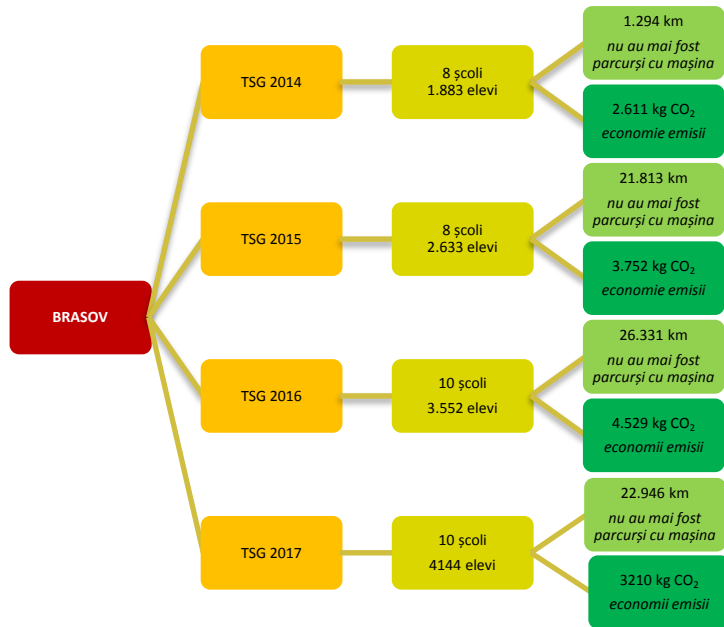 BRASOV
TSG 2014
8 școli
1.883 elevi
1.294 km
nu au mai fost
parcurși cu mașina
2.611 kg CO₂
economie emisii
TSG 2015
8 școli
2.633 elevi
21.813 km
nu au mai fost
parcurși cu mașina
3.752 kg CO₂
economie emisii
TSG 2016
10 școli
3.552 elevi
26.331 km
nu au mai fost
parcurși cu mașina
4.529 kg CO₂
economii emisii
TSG 2017
10 școli
4144 elevi
22.946 km
nu au mai fost
parcurși cu mașina
3210 kg CO₂
economii emisii